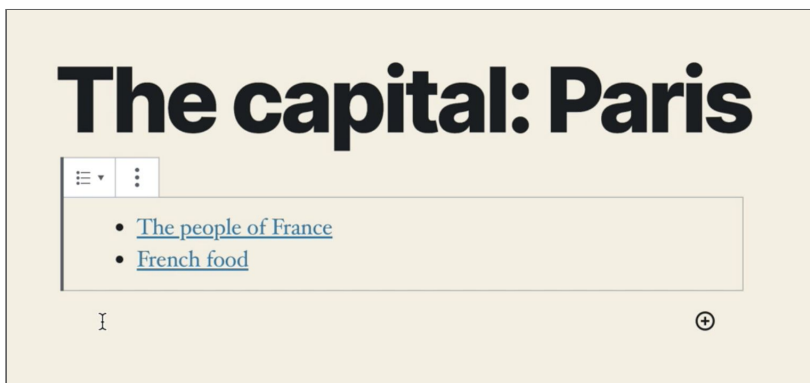 The capital: Paris
The people of France
French food